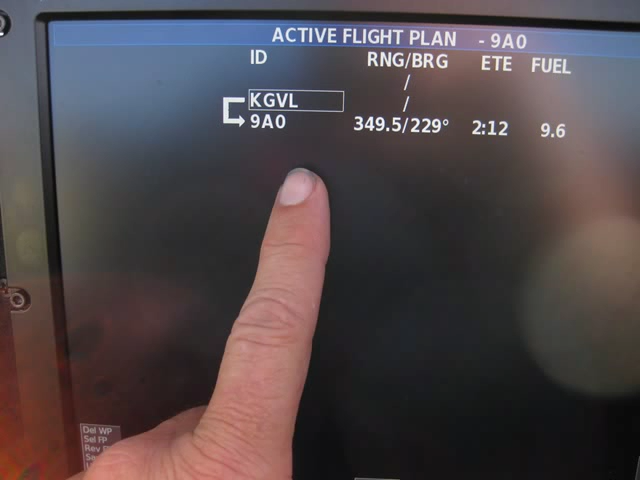 ACTIVE FLIGHT PLAN - 9A0
ID RNG/BRG ETE FUEL
/
KGVL /
9A0 349.5/229° 2:12 9.6
Del WP
Sel FP
Rev